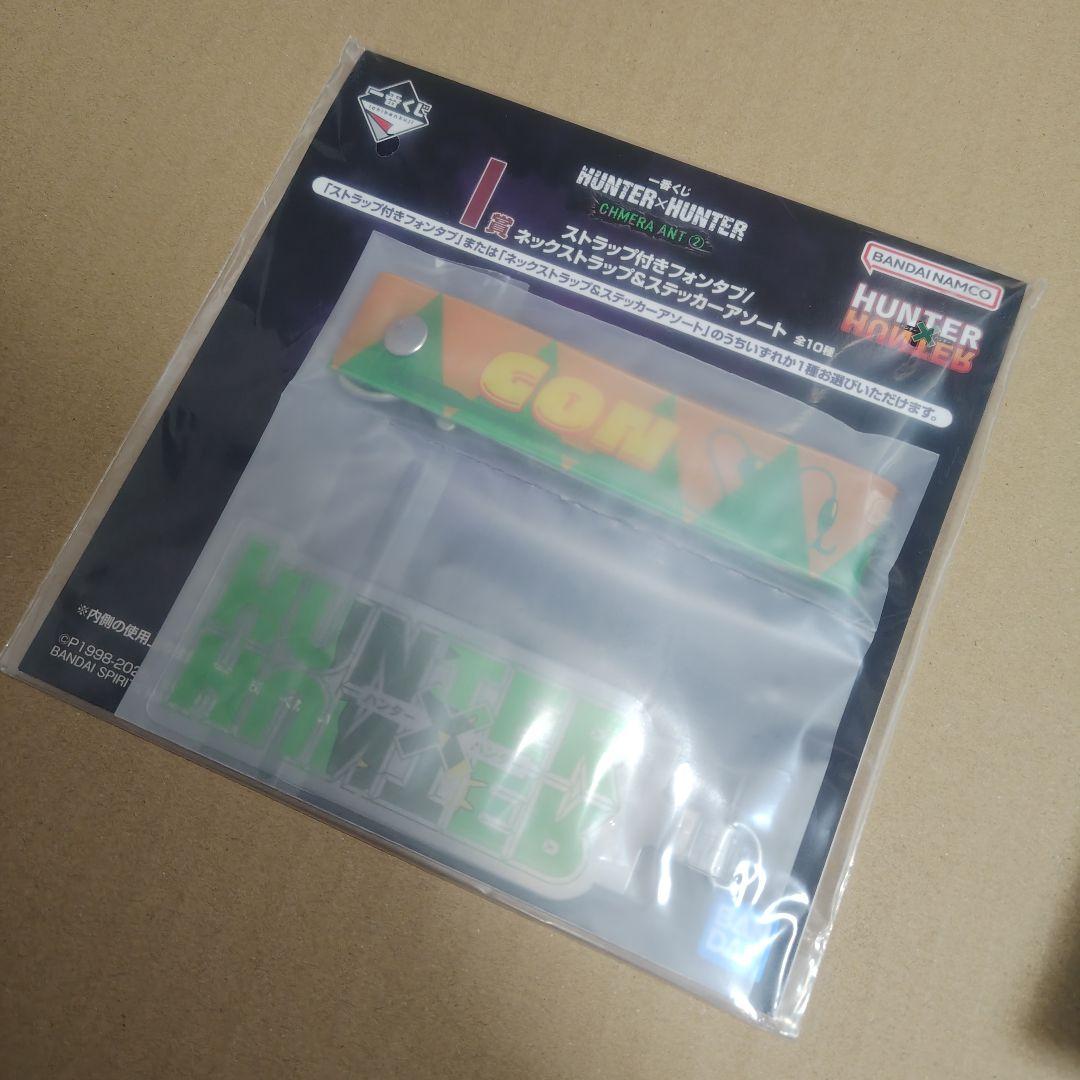 一番くじ
ichibankuji
I賞
一番くじ
HUNTER×HUNTER
CHMERA ANT ②
ストラップ付きフォンタブ/
ネックストラップ&ステッカーアソート 全10種
「ストラップ付きフォンタブ」または「ネックストラップ&ステッカーアソート」のうちいずれか1種お選びいただけます。
BANDAI NAMCO
HUNTER
×
HUNTER
GON
HUNTER
ハンター
×
ハンター
HUNTER
※内側の使用
©P1998-202
BANDAI SPIRIT